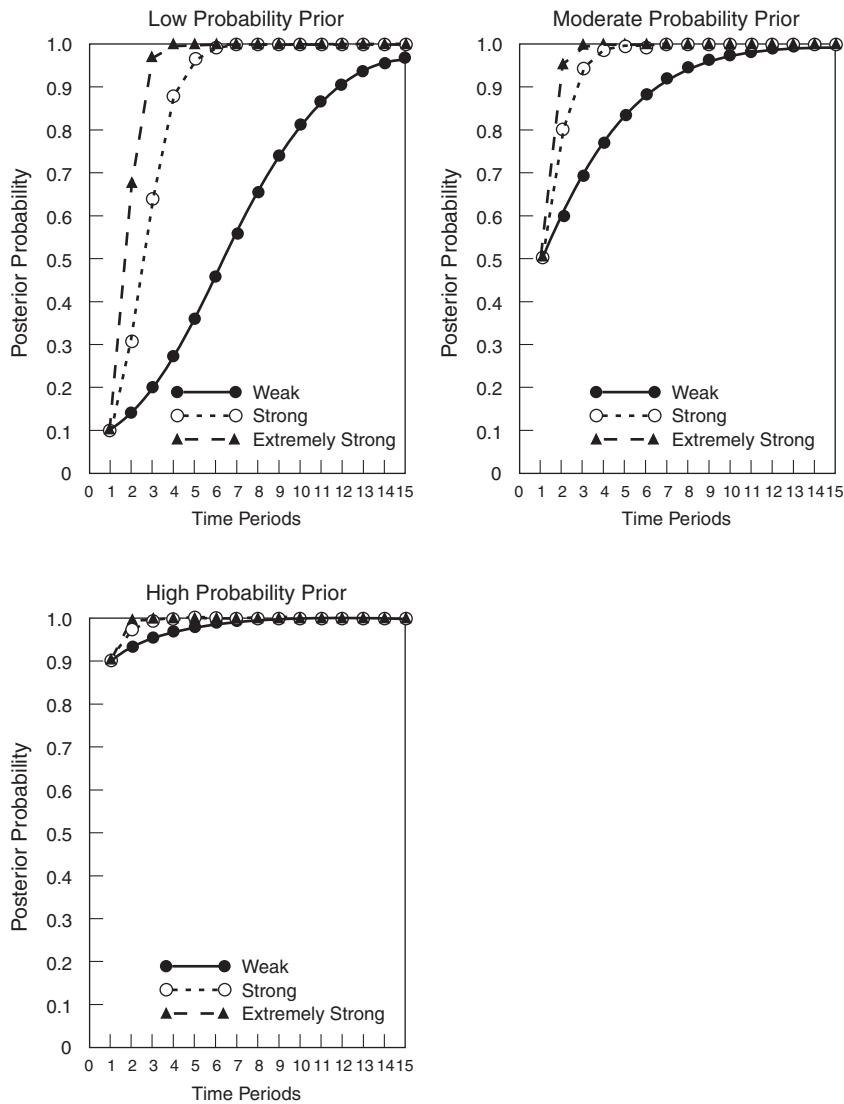 Low Probability Prior
Posterior Probability
1.0
0.9
0.8
0.7
0.6
0.5
0.4
0.3
0.2
0.1
0
Weak
Strong
Extremely Strong
0 1 2 3 4 5 6 7 8 9 10 11 12 13 14 15
Time Periods
Moderate Probability Prior
Posterior Probability
1.0
0.9
0.8
0.7
0.6
0.5
0.4
0.3
0.2
0.1
0
Weak
Strong
Extremely Strong
0 1 2 3 4 5 6 7 8 9 10 11 12 13 14 15
Time Periods
High Probability Prior
Posterior Probability
1.0
0.9
0.8
0.7
0.6
0.5
0.4
0.3
0.2
0.1
0
Weak
Strong
Extremely Strong
0 1 2 3 4 5 6 7 8 9 10 11 12 13 14 15
Time Periods